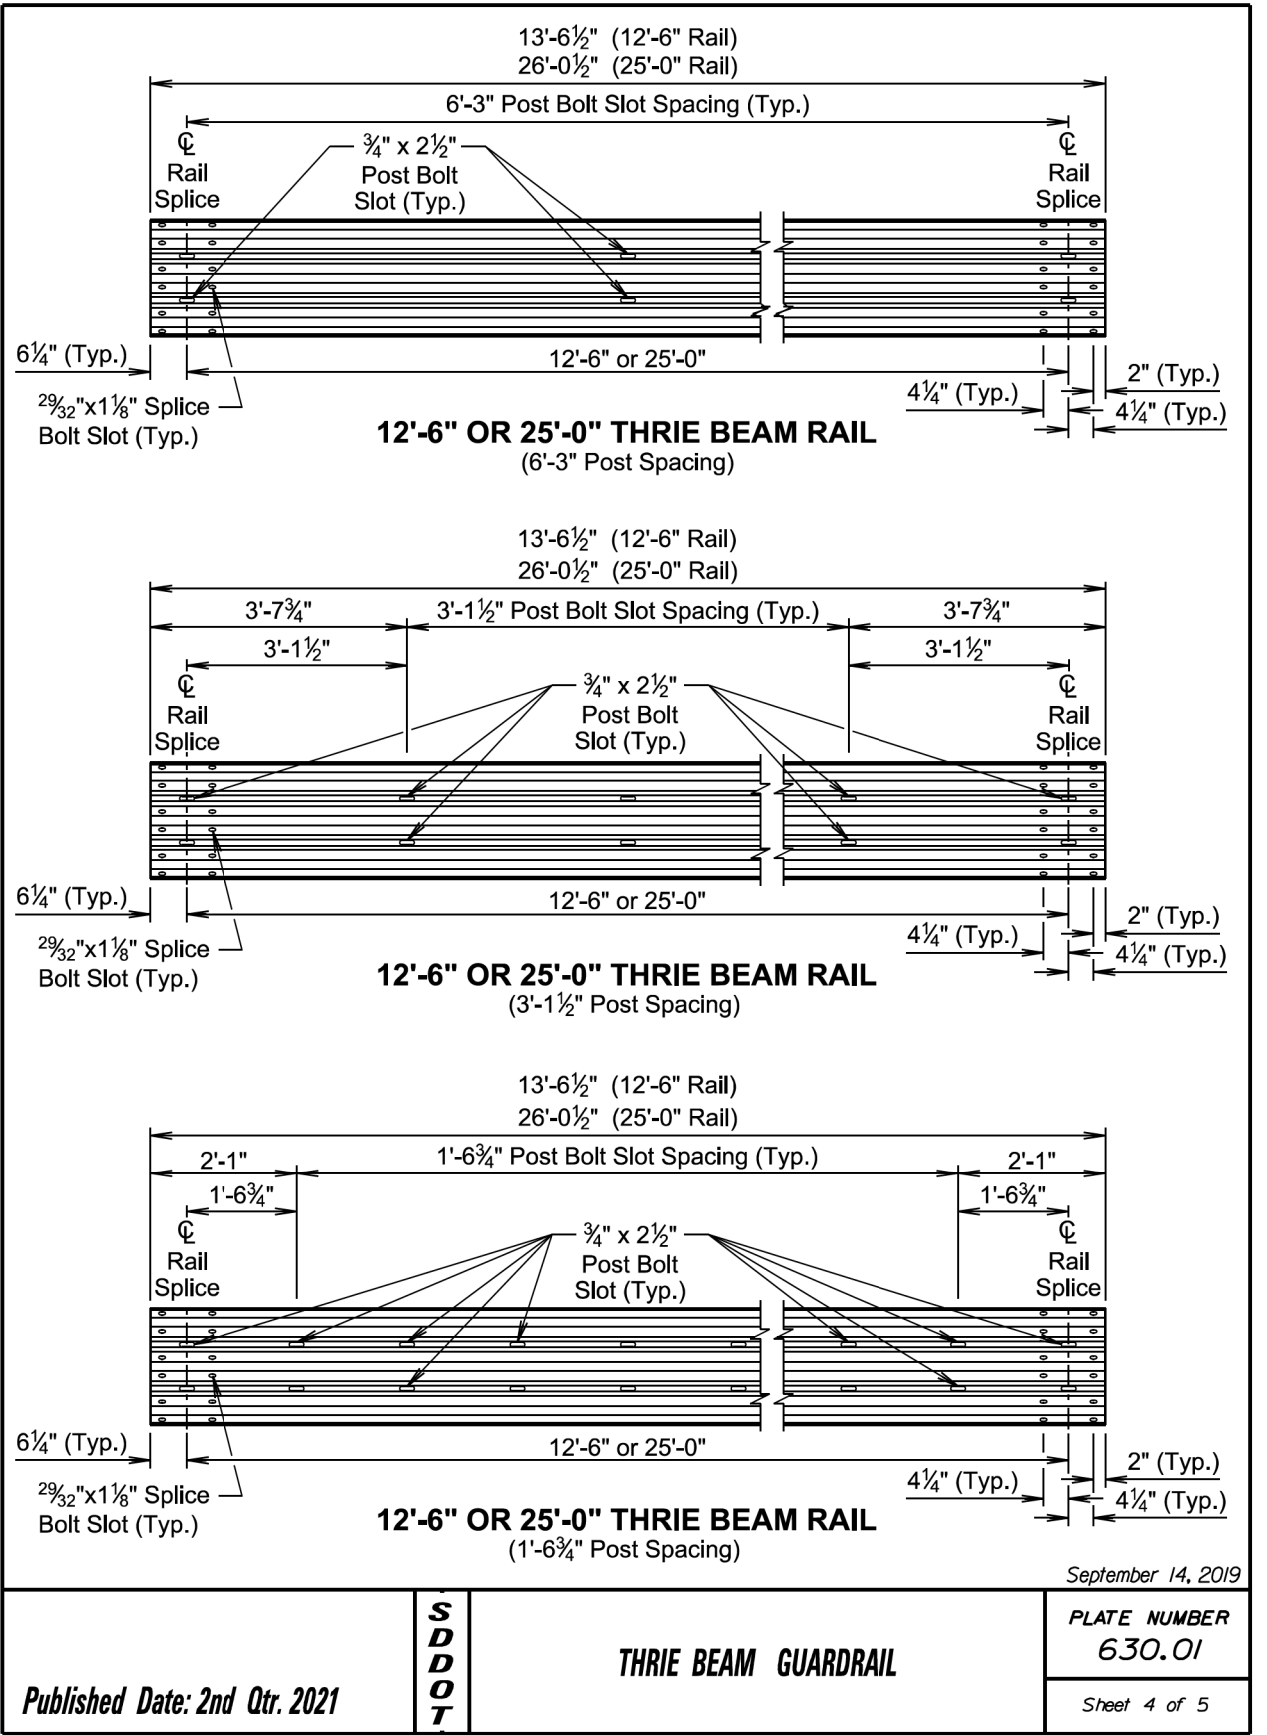 13'-6½" (12'-6" Rail)
26'-0½" (25'-0" Rail)
6'-3" Post Bolt Slot Spacing (Typ.)
℄
Rail
Splice
¾" x 2½"
Post Bolt
Slot (Typ.)
℄
Rail
Splice
6¼" (Typ.)
12'-6" or 25'-0"
2" (Typ.)
4¼" (Typ.)
4¼" (Typ.)
29/32"x1⅛" Splice
Bolt Slot (Typ.)
12'-6" OR 25'-0" THRIE BEAM RAIL
(6'-3" Post Spacing)
13'-6½" (12'-6" Rail)
26'-0½" (25'-0" Rail)
3'-7¾"
3'-1½" Post Bolt Slot Spacing (Typ.)
3'-7¾"
3'-1½"
3'-1½"
℄
Rail
Splice
¾" x 2½"
Post Bolt
Slot (Typ.)
℄
Rail
Splice
6¼" (Typ.)
12'-6" or 25'-0"
2" (Typ.)
4¼" (Typ.)
4¼" (Typ.)
29/32"x1⅛" Splice
Bolt Slot (Typ.)
12'-6" OR 25'-0" THRIE BEAM RAIL
(3'-1½" Post Spacing)
13'-6½" (12'-6" Rail)
26'-0½" (25'-0" Rail)
2'-1"
1'-6¾" Post Bolt Slot Spacing (Typ.)
2'-1"
1'-6¾"
1'-6¾"
℄
Rail
Splice
¾" x 2½"
Post Bolt
Slot (Typ.)
℄
Rail
Splice
6¼" (Typ.)
12'-6" or 25'-0"
2" (Typ.)
4¼" (Typ.)
4¼" (Typ.)
29/32"x1⅛" Splice
Bolt Slot (Typ.)
12'-6" OR 25'-0" THRIE BEAM RAIL
(1'-6¾" Post Spacing)
September 14, 2019
Published Date: 2nd Qtr. 2021
SDDOT
THRIE BEAM GUARDRAIL
PLATE NUMBER
630.01
Sheet 4 of 5